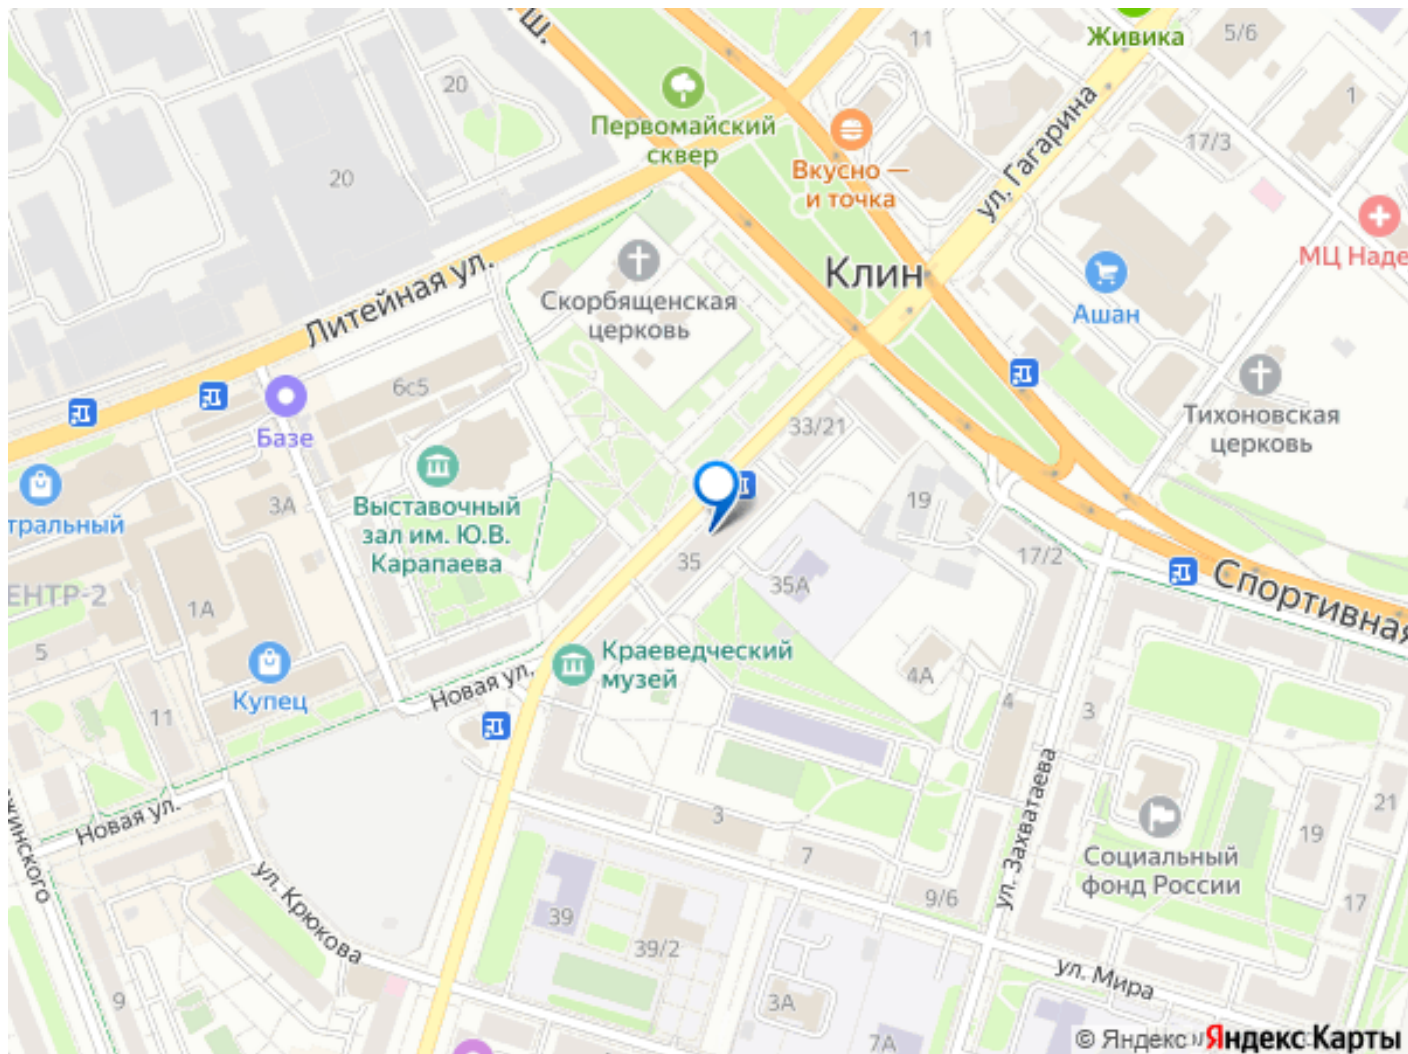 ш.
11
Живика
5/6
20
1
Первомайский
сквер
17/3
20
Вкусно —
и точка
ул. Гагарина
МЦ Наде
Литейная ул.
Скорбященская
церковь
Клин
Ашан
6с5
Базе
33/21
Тихоновская
церковь
3А
Выставочный
зал им. Ю.В.
Карапаева
тральный
19
35
35А
17/2
Спортивная
ЕНТР-2
1А
5
Купец
Новая ул.
Краеведческий
музей
4А
4
3
11
Новая ул.
3
7
ул. Захватаева
21
19
Социальный
фонд России
жинского
ул. Крюкова
39
39/2
9/6
17
9
3А
7А
ул. Мира
© Яндекс
Яндекс Карты